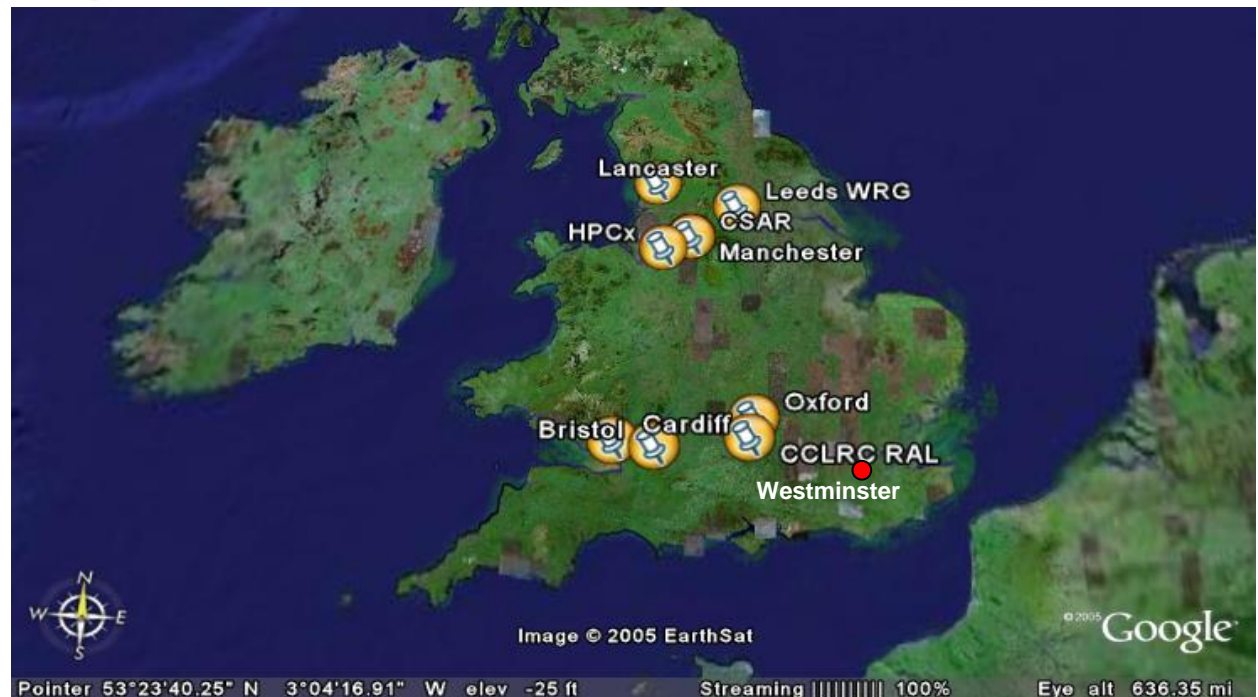 Lancaster
Leeds WRG
CSAR
HPCx
Manchester
Oxford
Bristol
Cardiff
CCLRC RAL
Westminster
N
W
E
S
Image © 2005 EarthSat
©2005 Google
Pointer 53°23'40.25" N 3°04'16.91" W elev -25 ft Streaming |||||||||| 100% Eye alt 636.35 mi